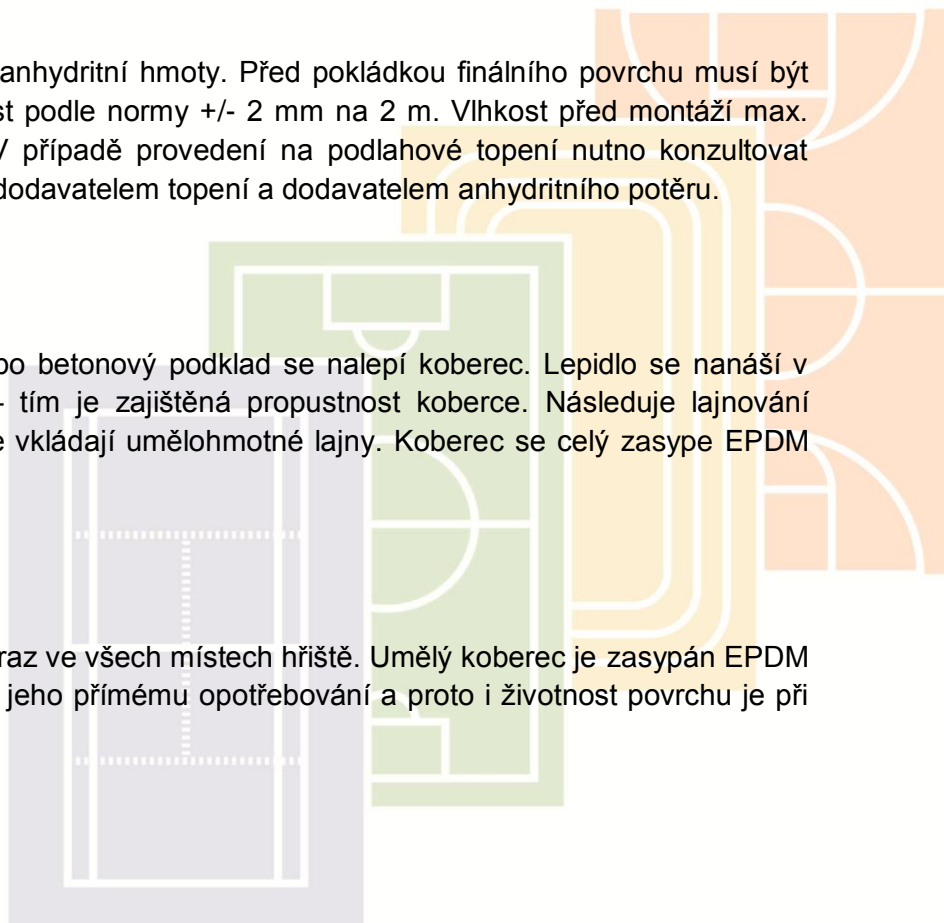 anhydritní hmoty. Před pokládkou finálního povrchu musí být
st podle normy +/- 2 mm na 2 m. Vlhkost před montáží max.
V případě provedení na podlahové topení nutno konzultovat
dodavatelem topení a dodavatelem anhydritního potěru.
bo betonový podklad se nalepí koberec. Lepidlo se nanáší v
- tím je zajištěná propustnost koberce. Následuje lajnování
e vkládají umělohmotné lajny. Koberec se celý zasype EPDM
raz ve všech místech hřiště. Umělý koberec je zasypán EPDM
jeho přímému opotřebování a proto i životnost povrchu je při